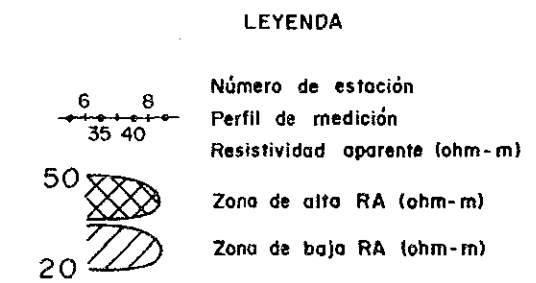 LEYENDA
Número de estación
6 8
Perfil de medición
35 40
Resistividad aparente (ohm-m)
50
Zona de alta RA (ohm-m)
Zona de baja RA (ohm-m)
20